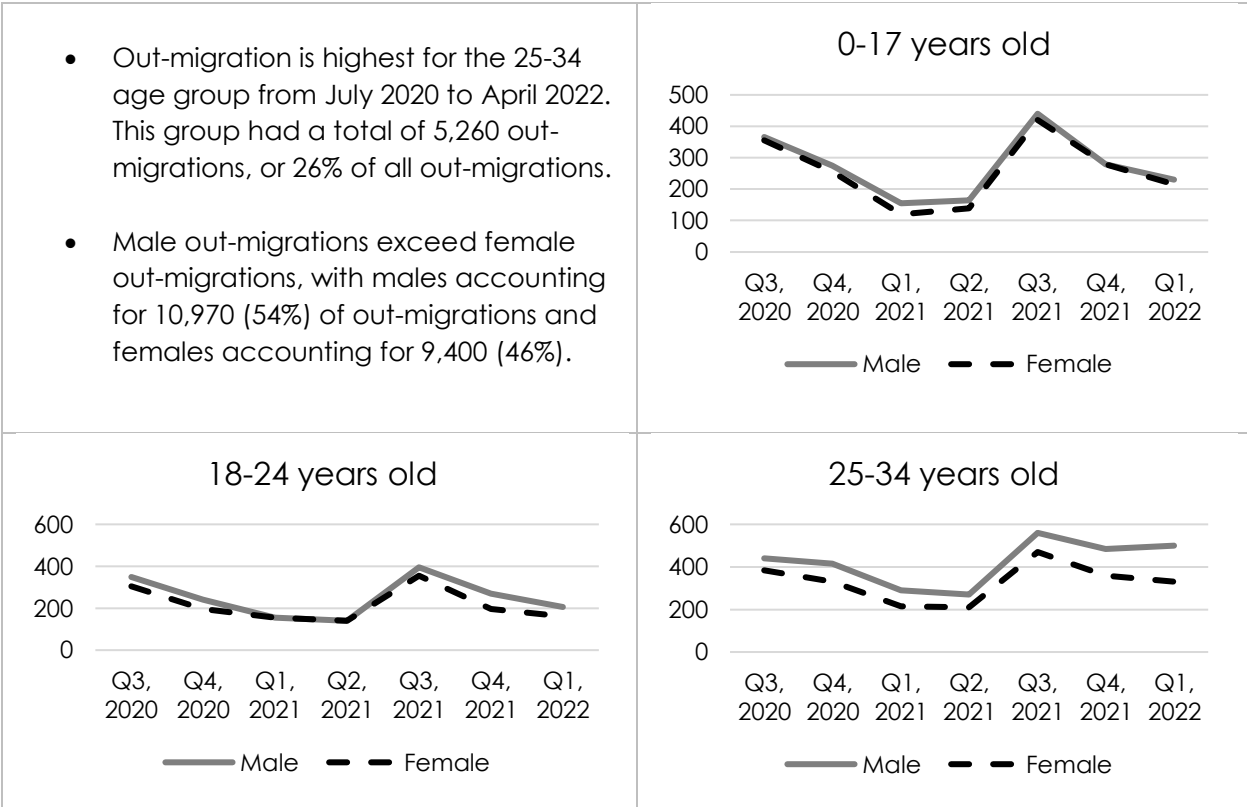 • Out-migration is highest for the 25-34
age group from July 2020 to April 2022.
This group had a total of 5,260 out-
migrations, or 26% of all out-migrations.
• Male out-migrations exceed female
out-migrations, with males accounting
for 10,970 (54%) of out-migrations and
females accounting for 9,400 (46%).
0-17 years old
500
400
300
200
100
0
Q3, Q4, Q1, Q2, Q3, Q4, Q1,
2020 2020 2021 2021 2021 2021 2022
Male Female
18-24 years old
600
400
200
0
Q3, Q4, Q1, Q2, Q3, Q4, Q1,
2020 2020 2021 2021 2021 2021 2022
Male Female
25-34 years old
600
400
200
0
Q3, Q4, Q1, Q2, Q3, Q4, Q1,
2020 2020 2021 2021 2021 2021 2022
Male Female